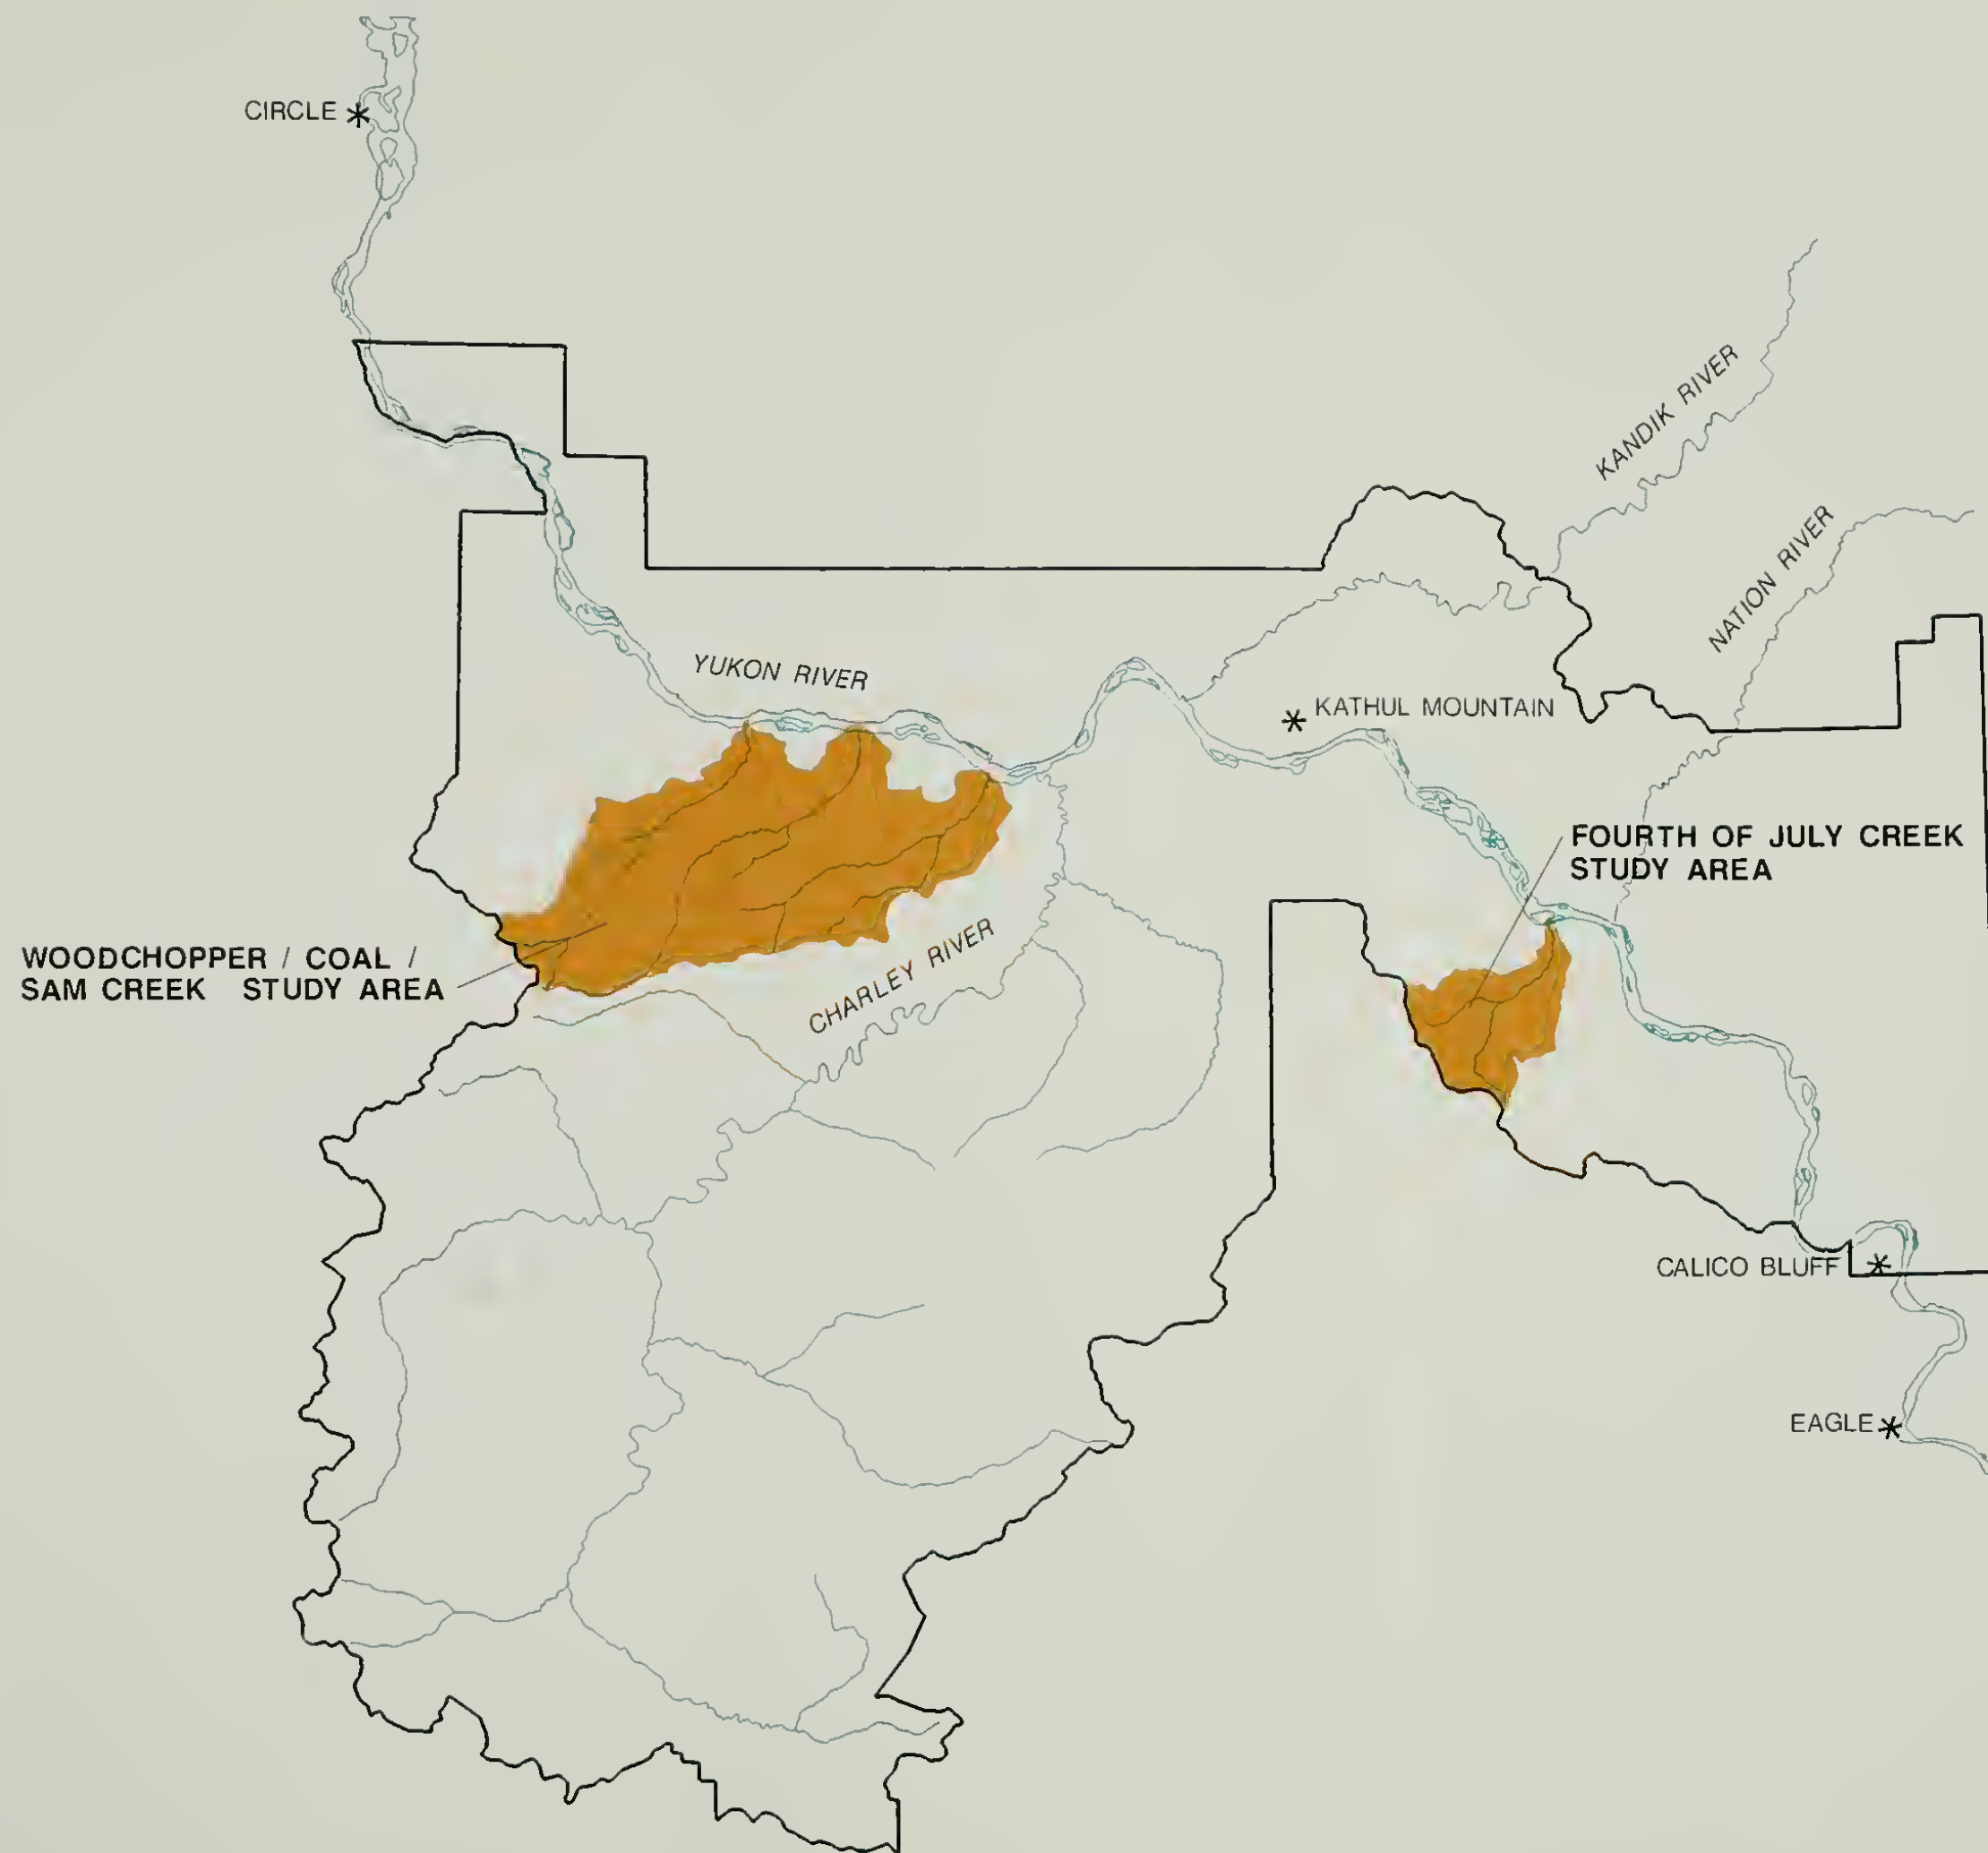 CIRCLE
KANDIK RIVER
NATION RIVER
YUKON RIVER
KATHUL MOUNTAIN
FOURTH OF JULY CREEK
STUDY AREA
WOODCHOPPER / COAL /
SAM CREEK STUDY AREA
CHARLEY RIVER
CALICO BLUFF
EAGLE